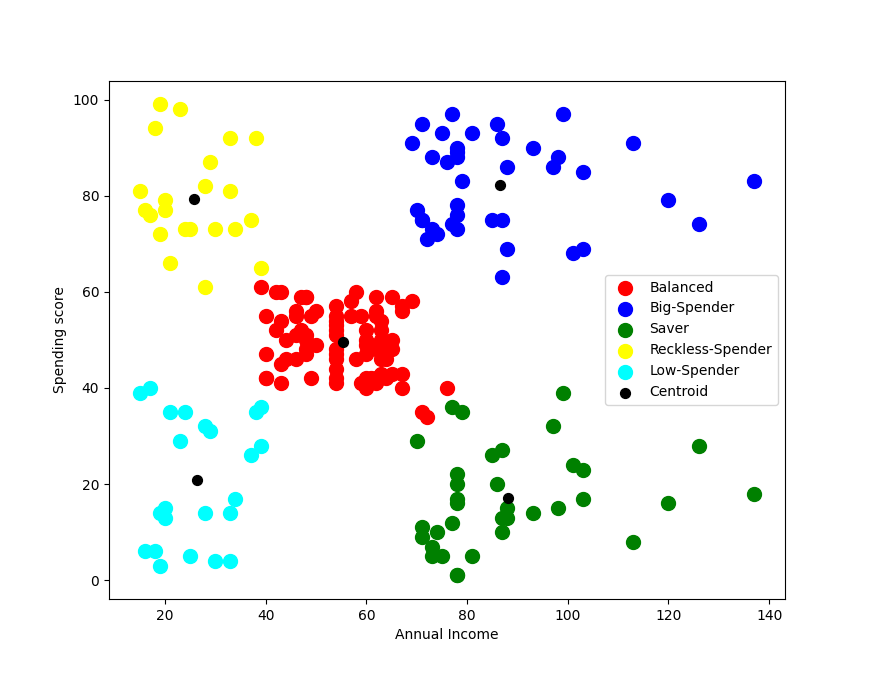 100
80
60
40
20
0
Spending score
Balanced
Big-Spender
Saver
Reckless-Spender
Low-Spender
Centroid
20 40 60 80 100 120 140
Annual Income